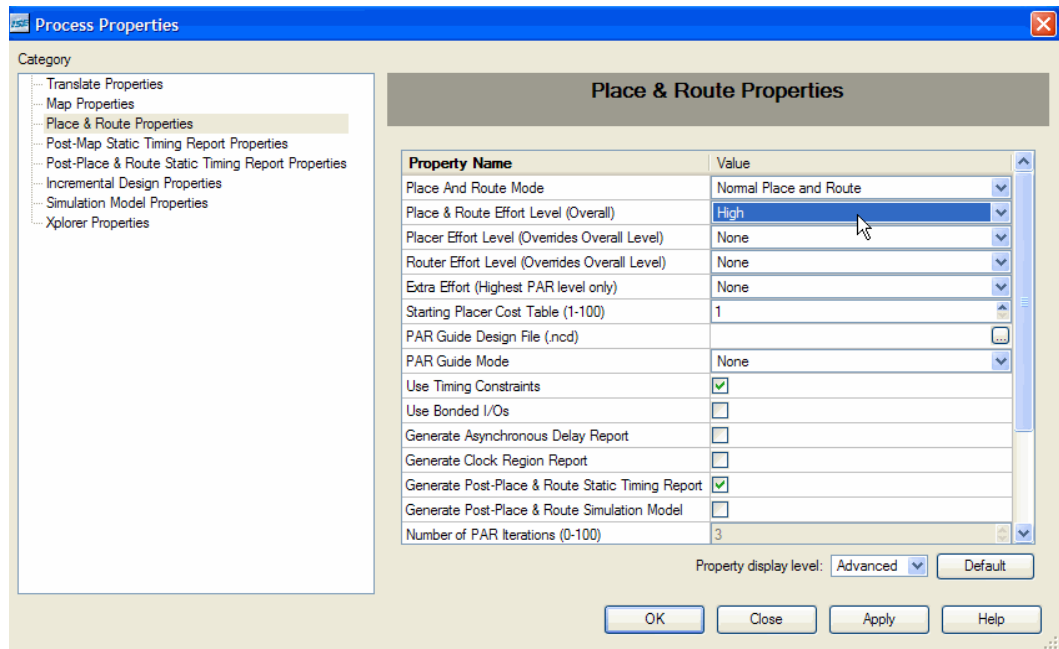 ISE Process Properties
Category
Translate Properties
Map Properties
Place & Route Properties
Post-Map Static Timing Report Properties
Post-Place & Route Static Timing Report Properties
Incremental Design Properties
Simulation Model Properties
Xplorer Properties
Place & Route Properties
Property Name Value
Place And Route Mode Normal Place and Route
Place & Route Effort Level (Overall) High
Placer Effort Level (Overrides Overall Level) None
Router Effort Level (Overrides Overall Level) None
Extra Effort (Highest PAR level only) None
Starting Placer Cost Table (1-100) 1
PAR Guide Design File (.ncd) ...
PAR Guide Mode None
Use Timing Constraints
Use Bonded I/Os
Generate Asynchronous Delay Report
Generate Clock Region Report
Generate Post-Place & Route Static Timing Report
Generate Post-Place & Route Simulation Model
Number of PAR Iterations (0-100) 3
Property display level: Advanced Default
OK Close Apply Help